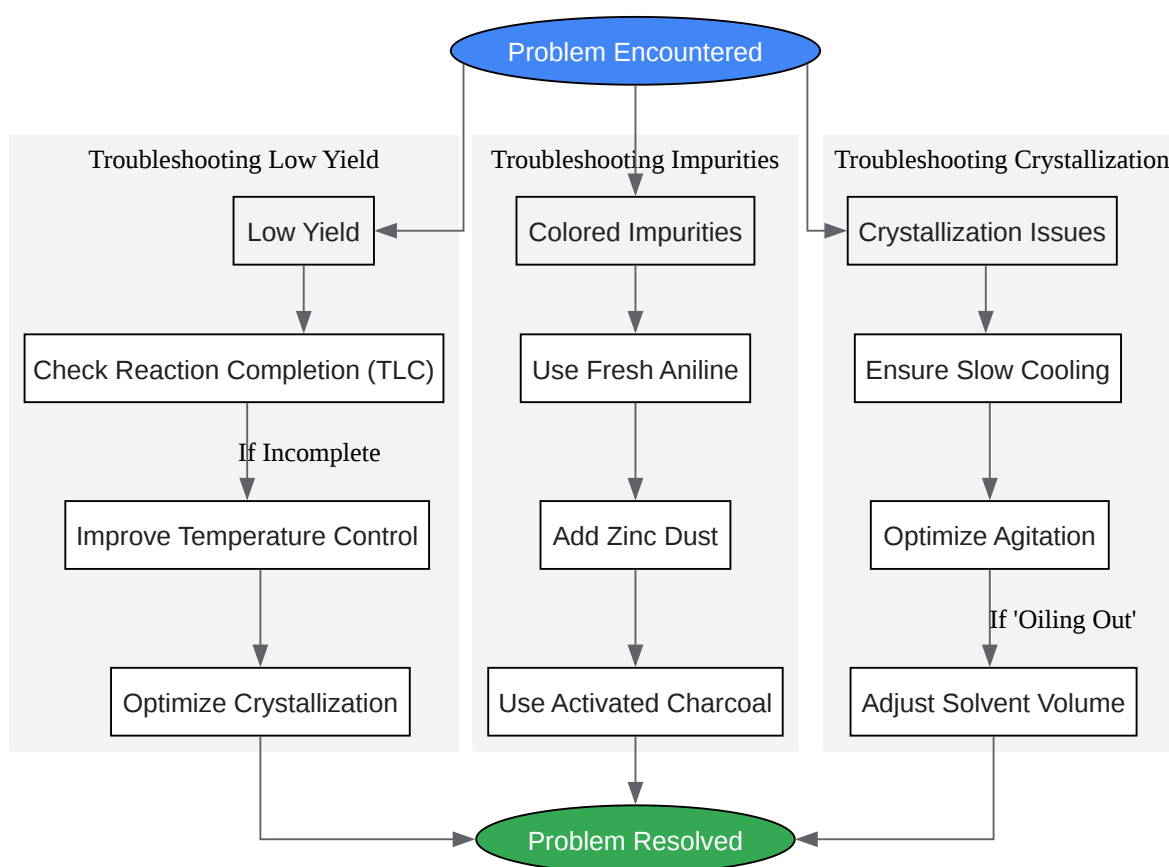 Problem Encountered
Troubleshooting Low Yield
Low Yield
Check Reaction Completion (TLC)
If Incomplete
Improve Temperature Control
Optimize Crystallization
Troubleshooting Impurities
Colored Impurities
Use Fresh Aniline
Add Zinc Dust
Use Activated Charcoal
Troubleshooting Crystallization
Crystallization Issues
Ensure Slow Cooling
Optimize Agitation
If 'Oiling Out'
Adjust Solvent Volume
Problem Resolved